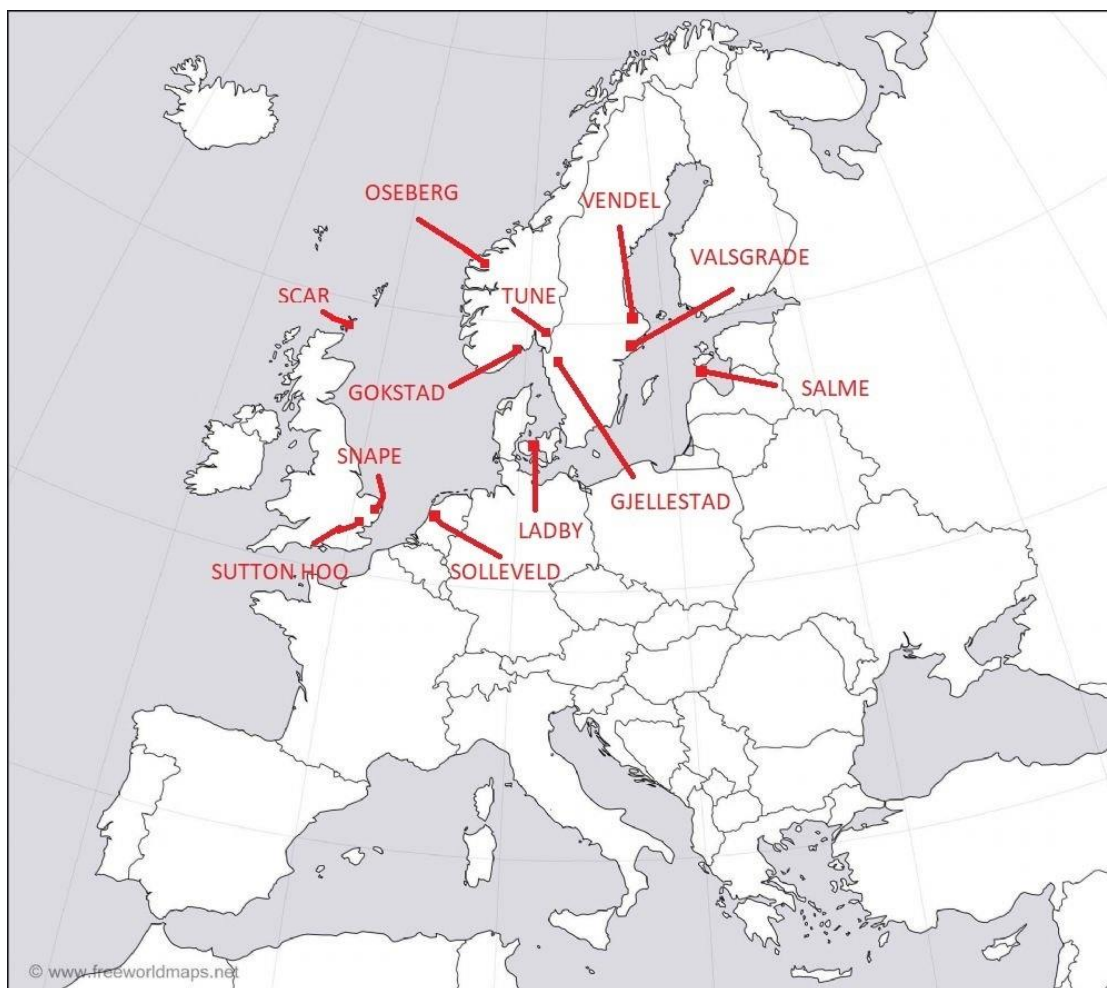 OSEBERG
VENDEL
VALSGRADE
SCAR
TUNE
GOKSTAD
SALME
SNAPE
GJELLESTAD
LADBY
SUTTON HOO
SOLLEVELD
© www.freeworldmaps.net